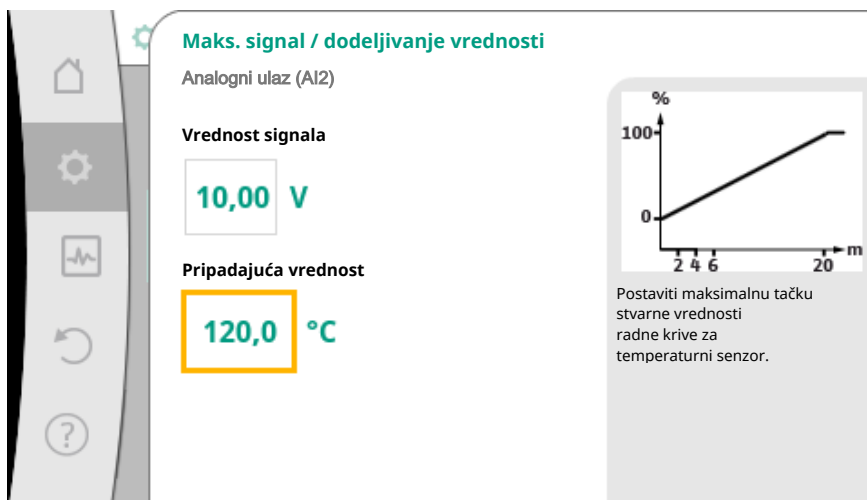 Maks. signal / dodeljivanje vrednosti
Analogni ulaz (AI2)
Vrednost signala
10,00 V
Pripadajuća vrednost
120,0 °C
%
100
0
2 4 6 20
m
Postaviti maksimalnu tačku
stvarne vrednosti
radne krive za
temperaturni senzor.
?